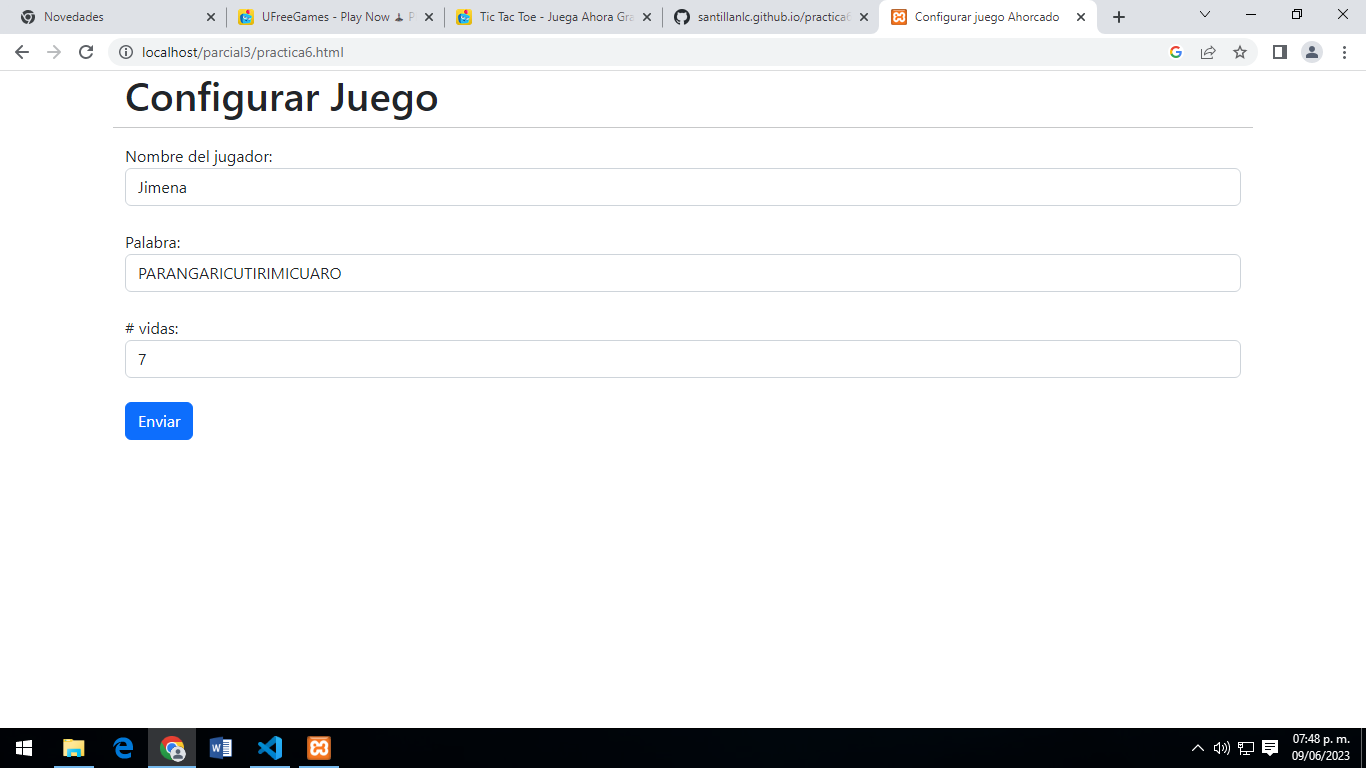 Novedades
UFreeGames - Play Now
Tic Tac Toe - Juega Ahora Gra
santillanlc.github.io/practica6
Configurar juego Ahorcado
localhost/parcial3/practica6.html
Configurar Juego
Nombre del jugador:
Jimena
Palabra:
PARANGARICUTIRIMICUARO
# vidas:
7
Enviar
07:48 p. m.
09/06/2023